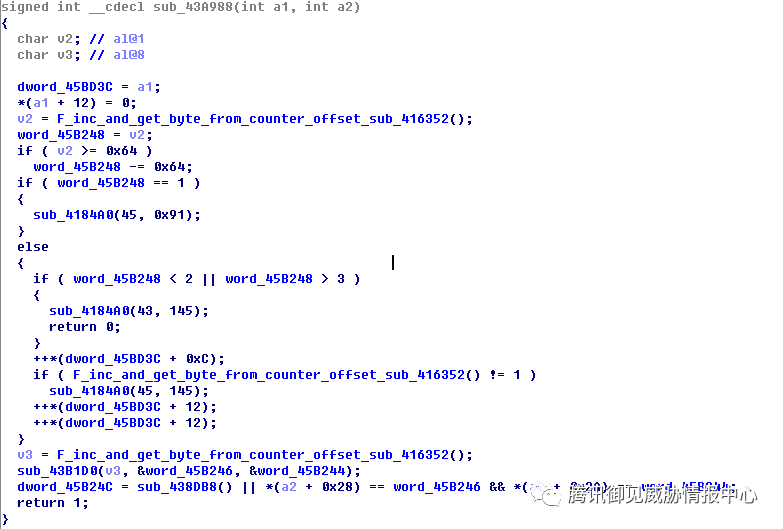 signed int __cdecl sub_43A988(int a1, int a2)
{
char v2; // al@1
char v3; // al@8
dword_45BD3C = a1;
*(a1 + 12) = 0;
v2 = F_inc_and_get_byte_from_counter_offset_sub_416352();
word_45B248 = v2;
if ( v2 >= 0x64 )
word_45B248 -= 0x64;
if ( word_45B248 == 1 )
{
sub_4184A0(45, 0x91);
}
else
{
if ( word_45B248 < 2 || word_45B248 > 3 )
{
sub_4184A0(43, 145);
return 0;
}
++*(dword_45BD3C + 0xC);
if ( F_inc_and_get_byte_from_counter_offset_sub_416352() != 1 )
sub_4184A0(45, 145);
++*(dword_45BD3C + 12);
++*(dword_45BD3C + 12);
}
v3 = F_inc_and_get_byte_from_counter_offset_sub_416352();
sub_43B1D0(v3, &word_45B246, &word_45B244);
dword_45B24C = sub_438DB8() || *(a2 + 0x28) == word_45B246 && *(
return 1;
}
腾讯御见威胁情报中心